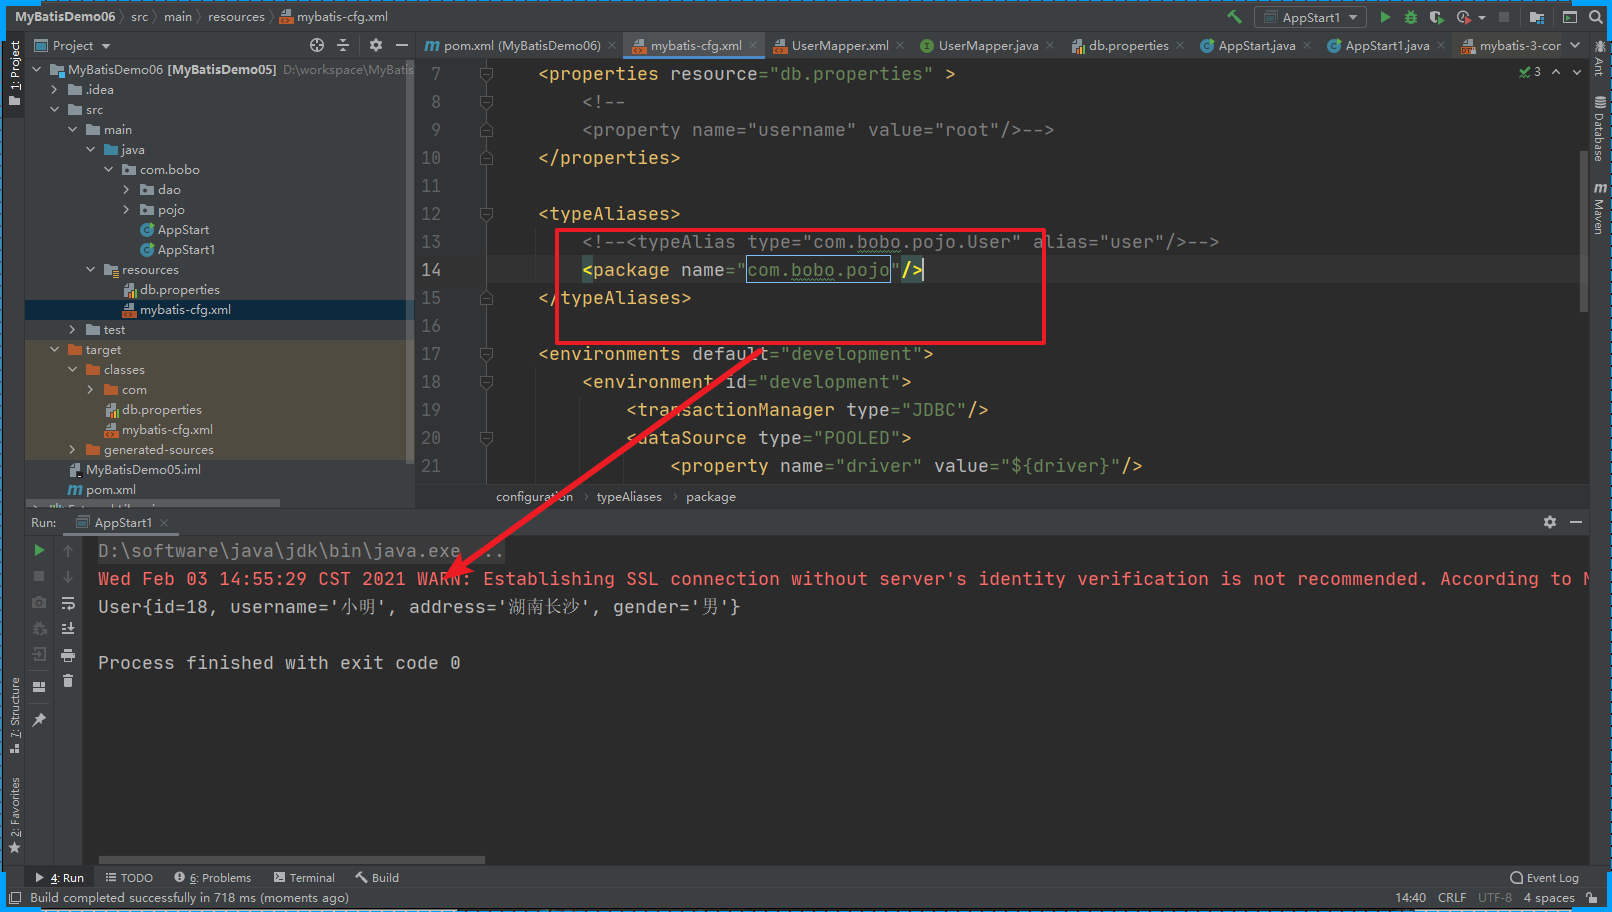 MyBatisDemo06 src main resources mybatis-cfg.xml
AppStart1
Project
pom.xml (MyBatisDemo06)
mybatis-cfg.xml
UserMapper.xml
UserMapper.java
db.properties
AppStart.java
AppStart1.java
mybatis-3-cor
1: Project
MyBatisDemo06 [MyBatisDemo05] D:\workspace\MyBatis
.idea
src
main
java
com.bobo
dao
pojo
AppStart
AppStart1
resources
db.properties
mybatis-cfg.xml
test
target
classes
com
db.properties
mybatis-cfg.xml
generated-sources
MyBatisDemo05.iml
pom.xml
7 <properties resource="db.properties" >
8 <!--
9 <property name="username" value="root"/>-->
10 </properties>
11
12 <typeAliases>
13 <!--<typeAlias type="com.bobo.pojo.User" alias="user"/>-->
14 <package name="com.bobo.pojo"/>
15 </typeAliases>
16
17 <environments default="development">
18 <environment id="development">
19 <transactionManager type="JDBC"/>
20 <dataSource type="POOLED">
21 <property name="driver" value="${driver}"/>
3
Ant
Database
Maven
configuration typeAliases package
Run: AppStart1
D:\software\java\jdk\bin\java.exe ...
Wed Feb 03 14:55:29 CST 2021 WARN: Establishing SSL connection without server's identity verification is not recommended. According to M
User{id=18, username='小明', address='湖南长沙', gender='男'}
Process finished with exit code 0
7: Structure
2: Favorites
4: Run TODO 6: Problems Terminal Build Event Log
Build completed successfully in 718 ms (moments ago) 14:40 CRLF UTF-8 4 spaces